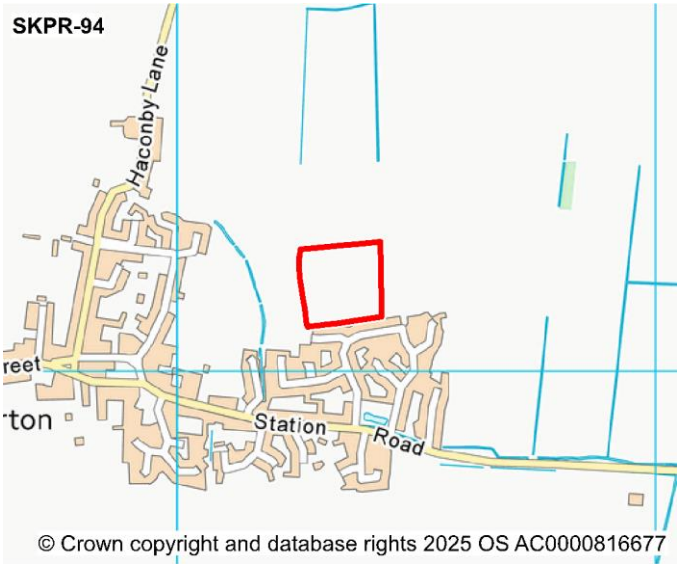 SKPR-94
Haconby Lane
reet
rton
Station Road
© Crown copyright and database rights 2025 OS AC0000816677